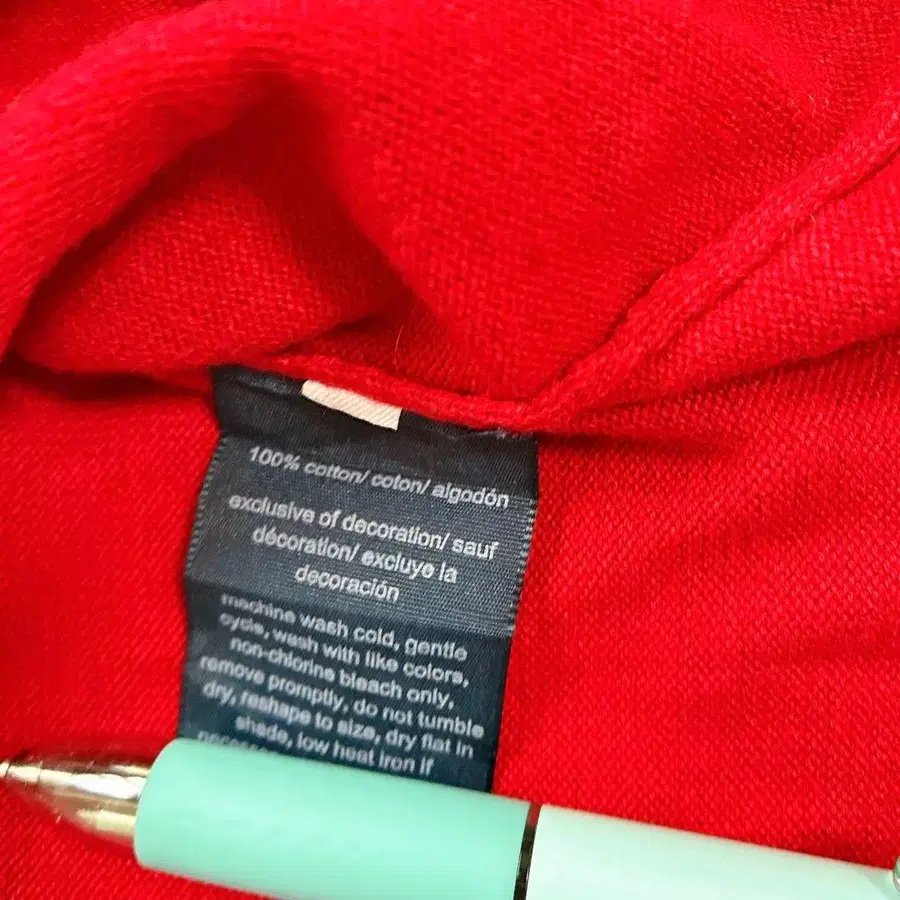 100% cotton/ coton/ algodón
exclusive of decoration/ sauf
décoration/ excluye la
decoración
machine wash cold, gentle
cycle, wash with like colors,
non-chlorine bleach only,
remove promptly, do not tumble
dry, reshape to size, dry flat in
shade, low heat iron if